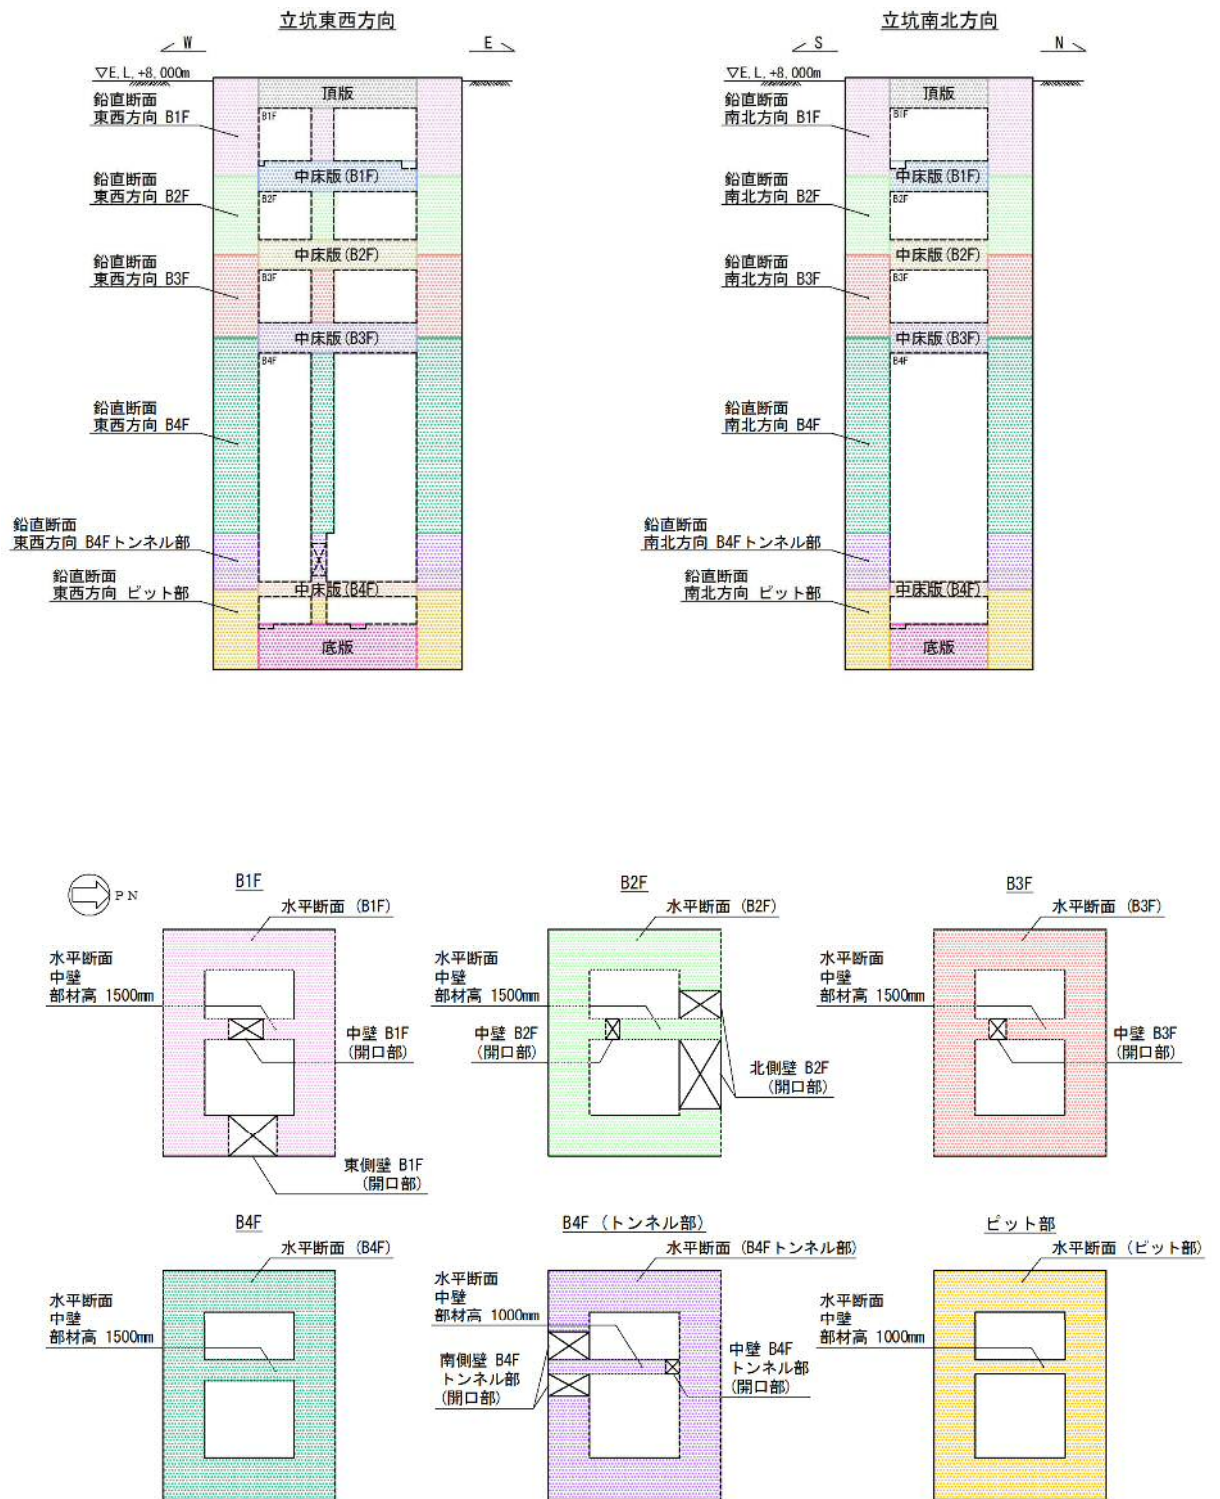 立坑東西方向
立坑南北方向
W
E
S
N
▽E.L.+8,000m
▽E.L.+8,000m
頂版
頂版
鉛直断面
東西方向 B1F
鉛直断面
南北方向 B1F
B1F
B1F
中床版(B1F)
中床版(B1F)
鉛直断面
東西方向 B2F
鉛直断面
南北方向 B2F
B2F
B2F
中床版(B2F)
中床版(B2F)
鉛直断面
東西方向 B3F
鉛直断面
南北方向 B3F
B3F
B3F
中床版(B3F)
中床版(B3F)
B4F
B4F
鉛直断面
東西方向 B4F
鉛直断面
南北方向 B4F
鉛直断面
東西方向 B4Fトンネル部
鉛直断面
南北方向 B4Fトンネル部
鉛直断面
東西方向 ピット部
鉛直断面
南北方向 ピット部
中床版(B4F)
中床版(B4F)
底版
底版
PN
B1F
水平断面 (B1F)
水平断面
中壁
部材高 1500mm
中壁 B1F
(開口部)
東側壁 B1F
(開口部)
B2F
水平断面 (B2F)
水平断面
中壁
部材高 1500mm
中壁 B2F
(開口部)
北側壁 B2F
(開口部)
B3F
水平断面 (B3F)
水平断面
中壁
部材高 1500mm
中壁 B3F
(開口部)
B4F
水平断面 (B4F)
水平断面
中壁
部材高 1500mm
B4F (トンネル部)
水平断面 (B4Fトンネル部)
水平断面
中壁
部材高 1000mm
南側壁 B4F
トンネル部
(開口部)
中壁 B4F
トンネル部
(開口部)
ピット部
水平断面 (ピット部)
水平断面
中壁
部材高 1000mm